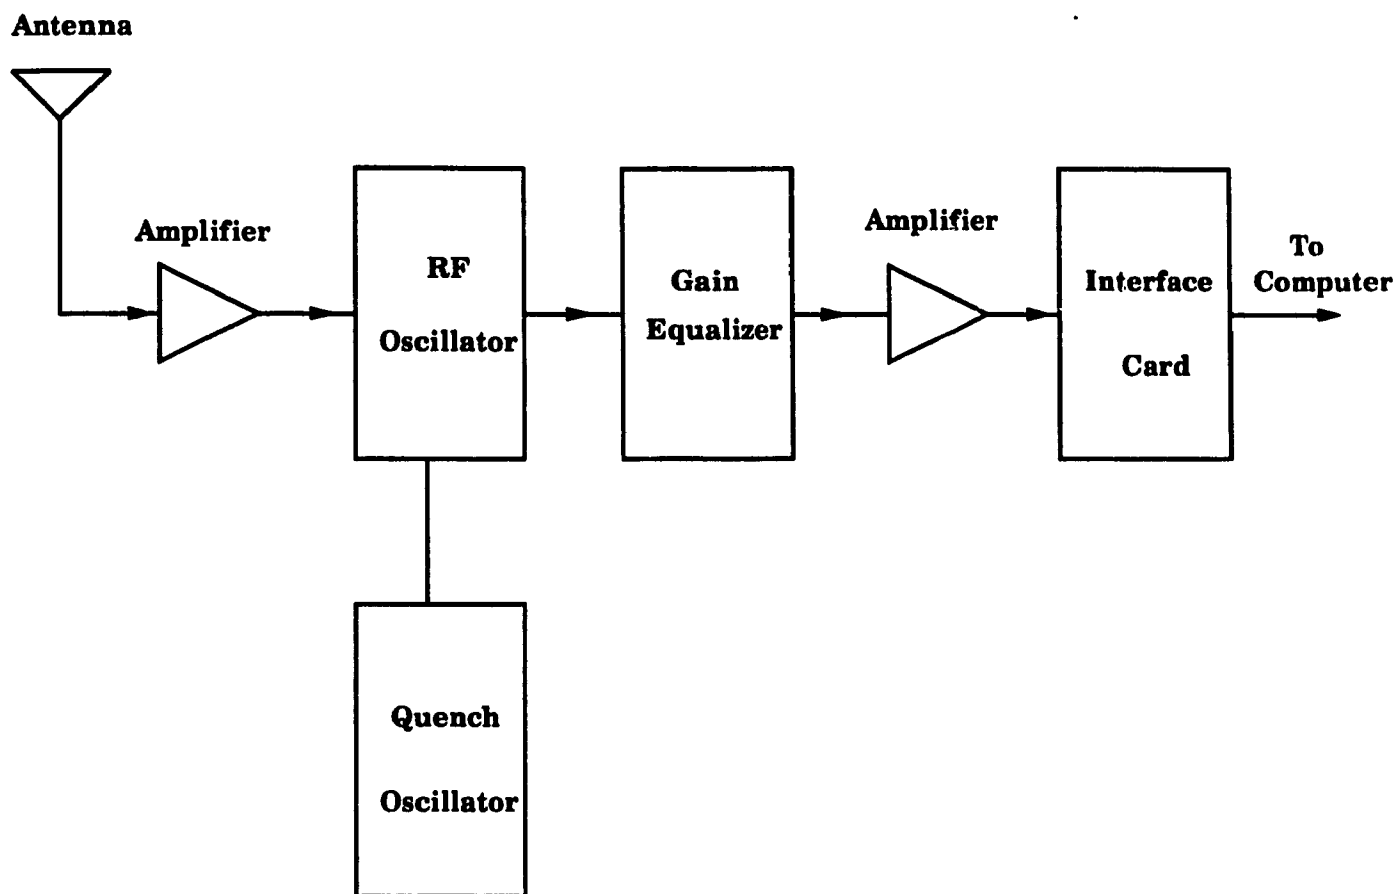 Antenna
Amplifier
RF
Oscillator
Gain
Equalizer
Amplifier
Interface
Card
To
Computer
Quench
Oscillator